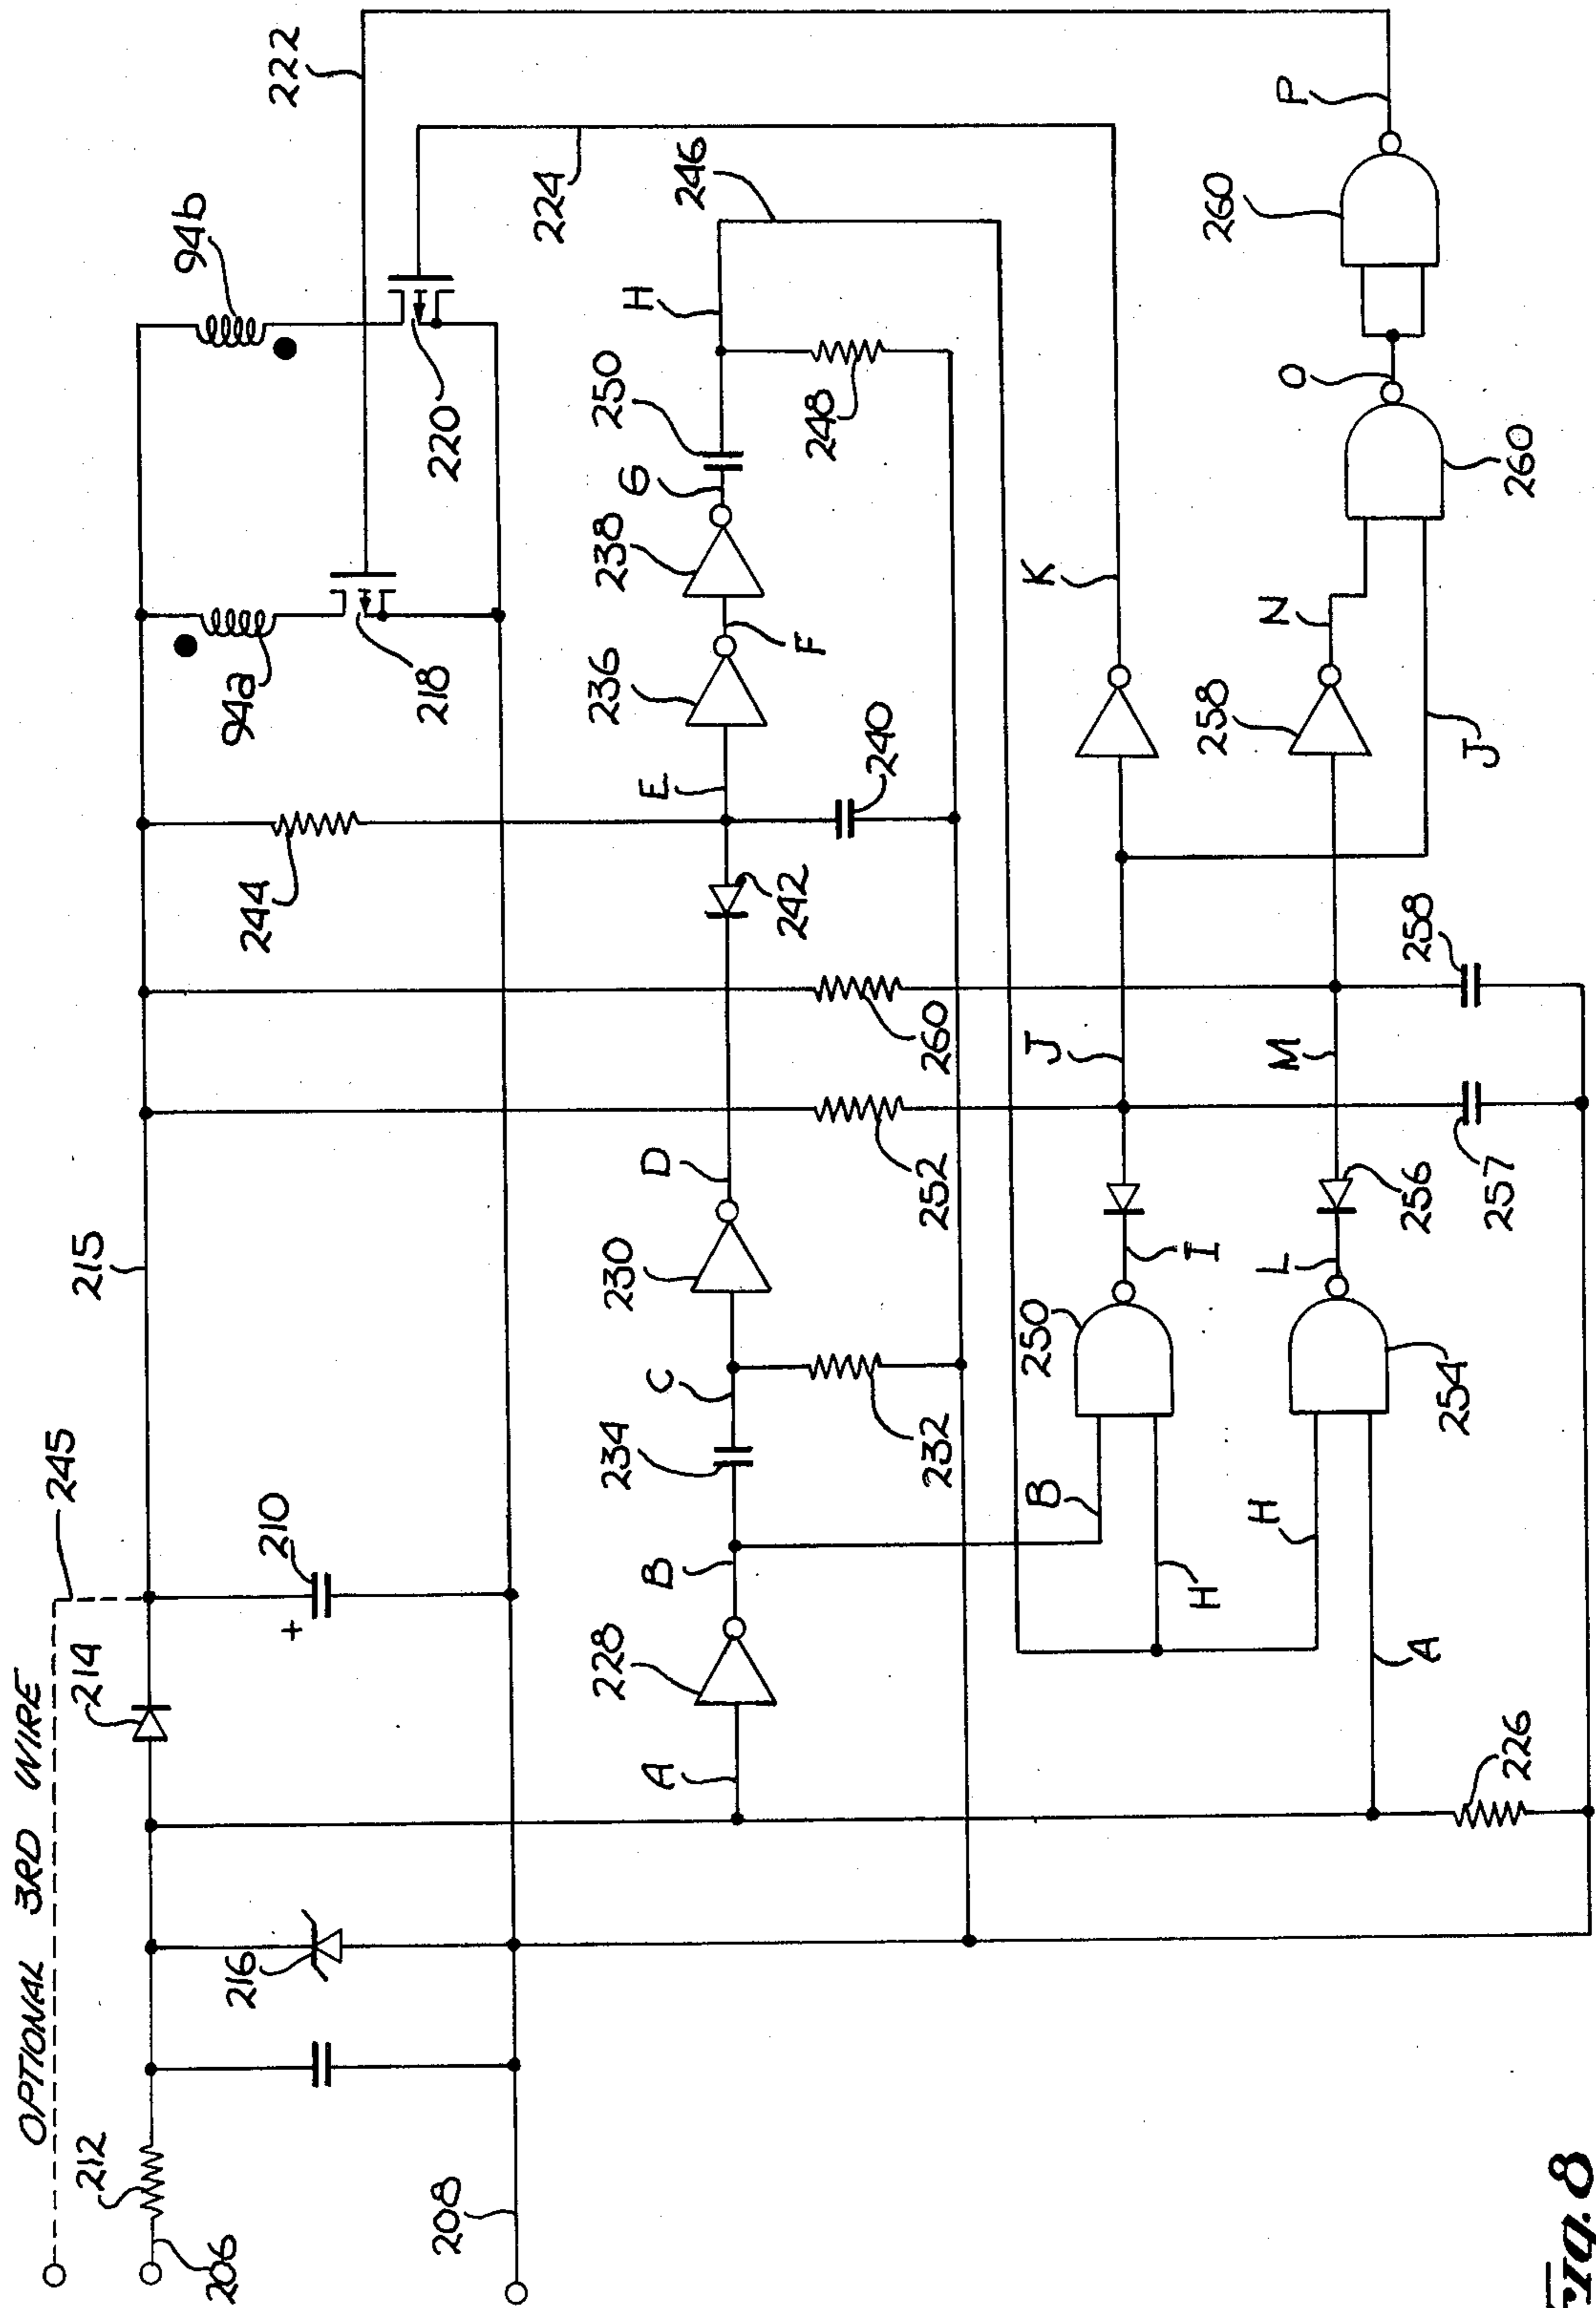 OPTIONAL 3RD WIRE
245
212
214
215
206
216
210
+
208
94a
94b
222
218
220
224
244
228
234
230
242
236
238
250
246
A
B
C
D
E
F
G
H
232
240
248
252
260
B
H
250
I
J
K
H
A
254
L
256
M
258
N
J
O
260
P
260
226
257
258
Fig. 8